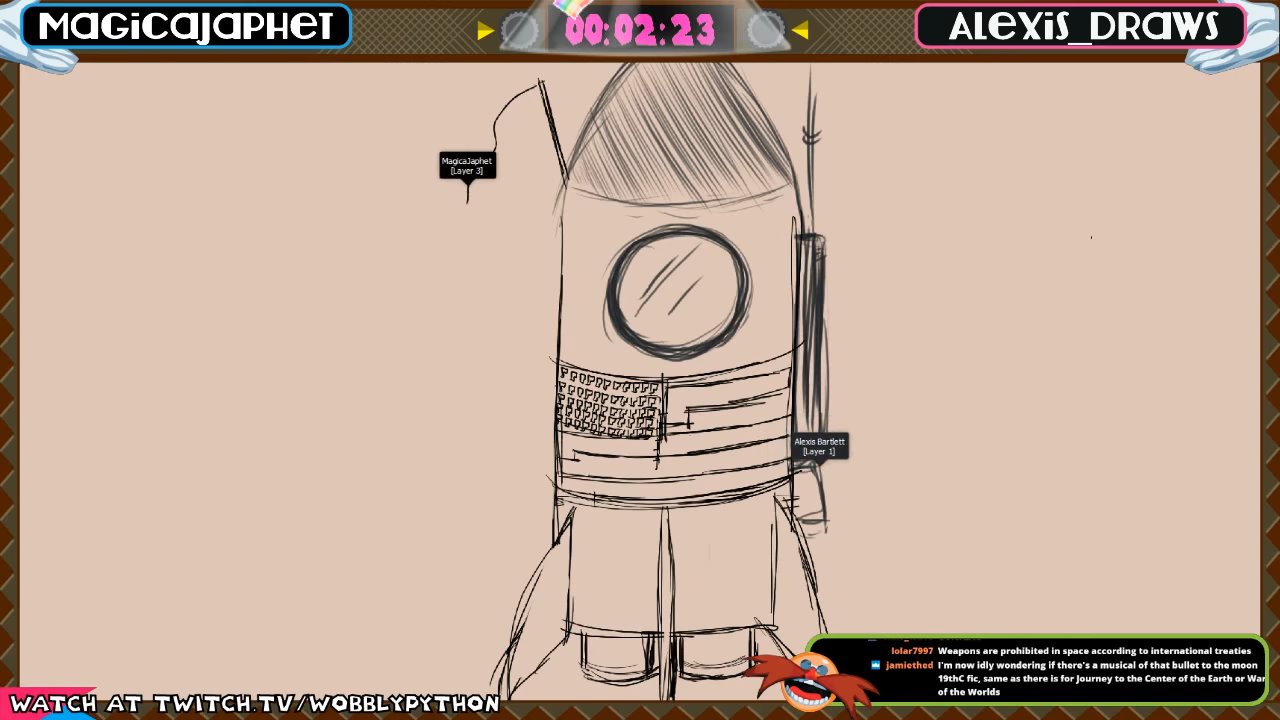 MAGICAJAPHET
00:02:23
ALEXIS_DRAWS
MagicaJaphet
[Layer 3]
Alexis Bartlett
[Layer 1]
lolar7997 Weapons are prohibited in space according to international treaties
jamiethed I'm now idly wondering if there's a musical of that bullet to the moon
19thC fic, same as there is for Journey to the Center of the Earth or War
of the Worlds
WATCH AT TWITCH.TV/WOBBLYPYTHON